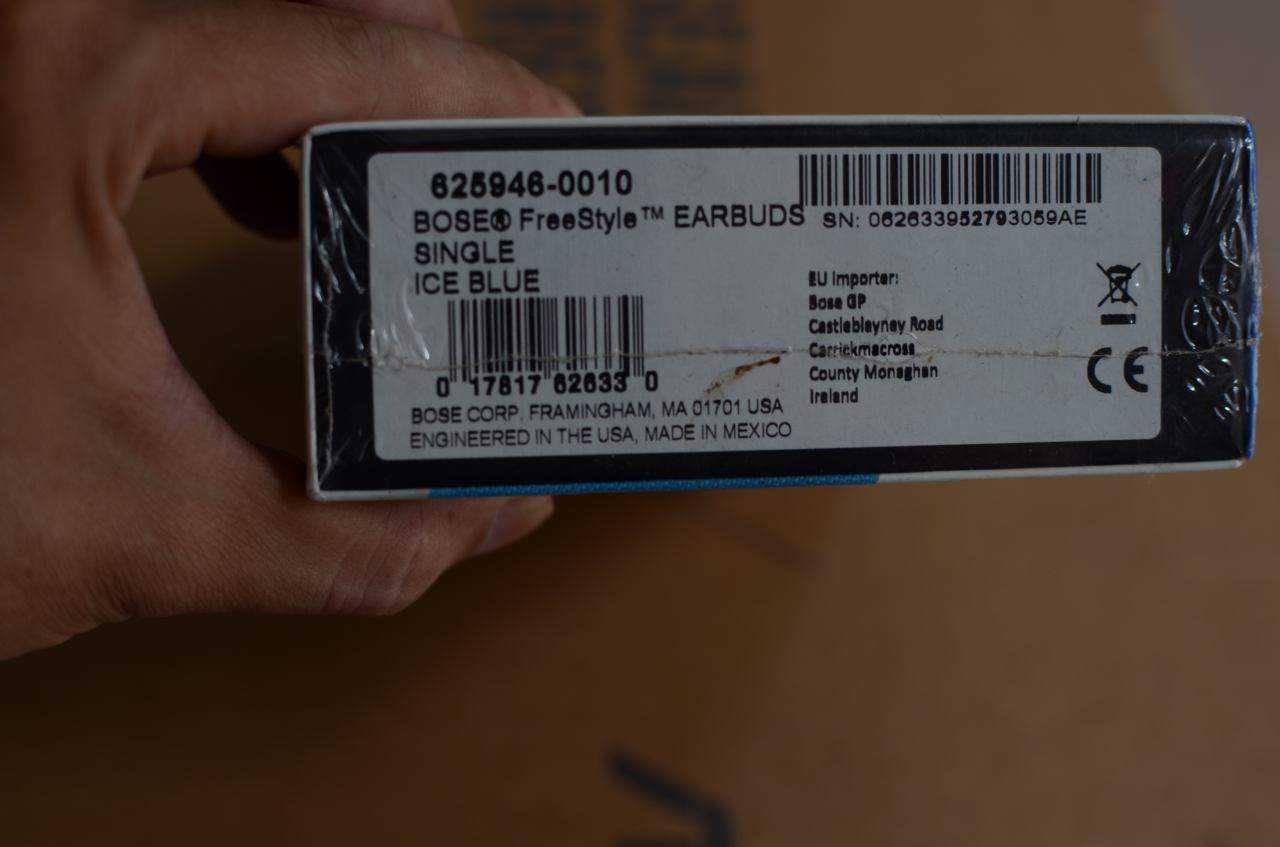 625946-0010
BOSE® FreeStyle™ EARBUDS
SINGLE
ICE BLUE
0 17817 62633 0
BOSE CORP. FRAMINGHAM, MA 01701 USA
ENGINEERED IN THE USA, MADE IN MEXICO
SN: 062633952793059AE
EU Importer:
Bose GP
Castleblayney Road
Carrickmacross
County Monaghan
Ireland
CE